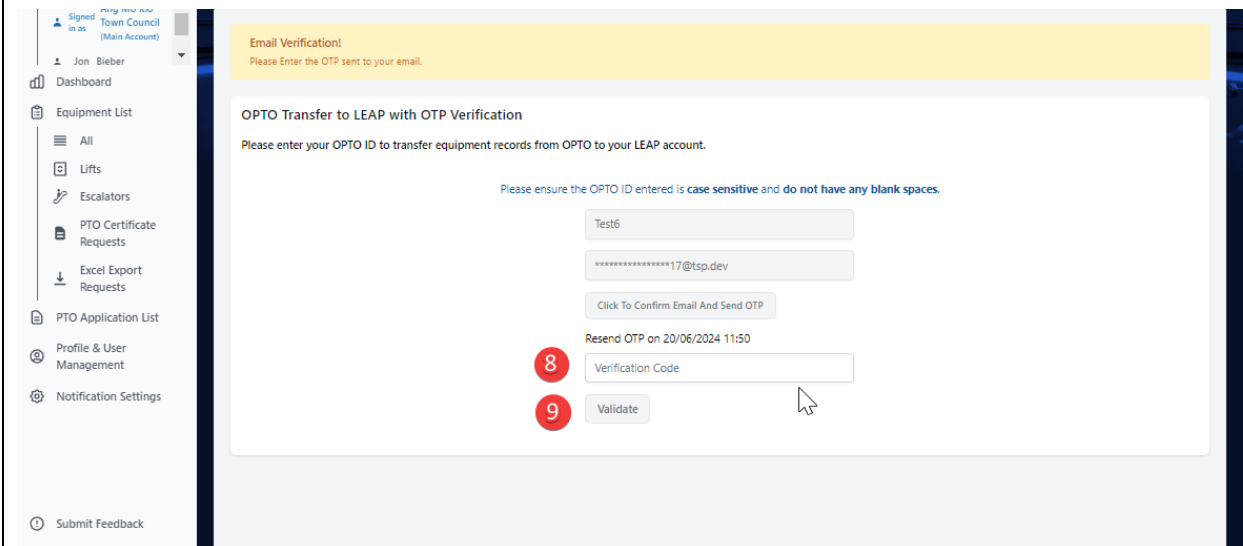 Signed in as
Ang Mo Kio
Town Council
(Main Account)
Jon Bieber
Dashboard
Equipment List
All
Lifts
Escalators
PTO Certificate
Requests
Excel Export
Requests
PTO Application List
Profile & User
Management
Notification Settings
Submit Feedback
Email Verification!
Please Enter the OTP sent to your email.
OPTO Transfer to LEAP with OTP Verification
Please enter your OPTO ID to transfer equipment records from OPTO to your LEAP account.
Please ensure the OPTO ID entered is case sensitive and do not have any blank spaces.
Test6
****************17@tsp.dev
Click To Confirm Email And Send OTP
Resend OTP on 20/06/2024 11:50
8
Verification Code
9
Validate